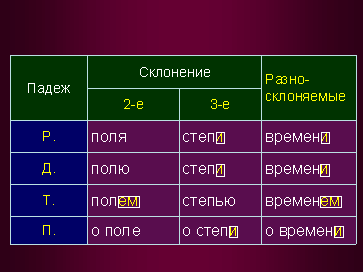 Падеж Склонение Разно-
склоняемые
2-е 3-е
Р. поля степи времени
Д. полю степи времени
Т. полем степью временем
П. о поле о степи о времени